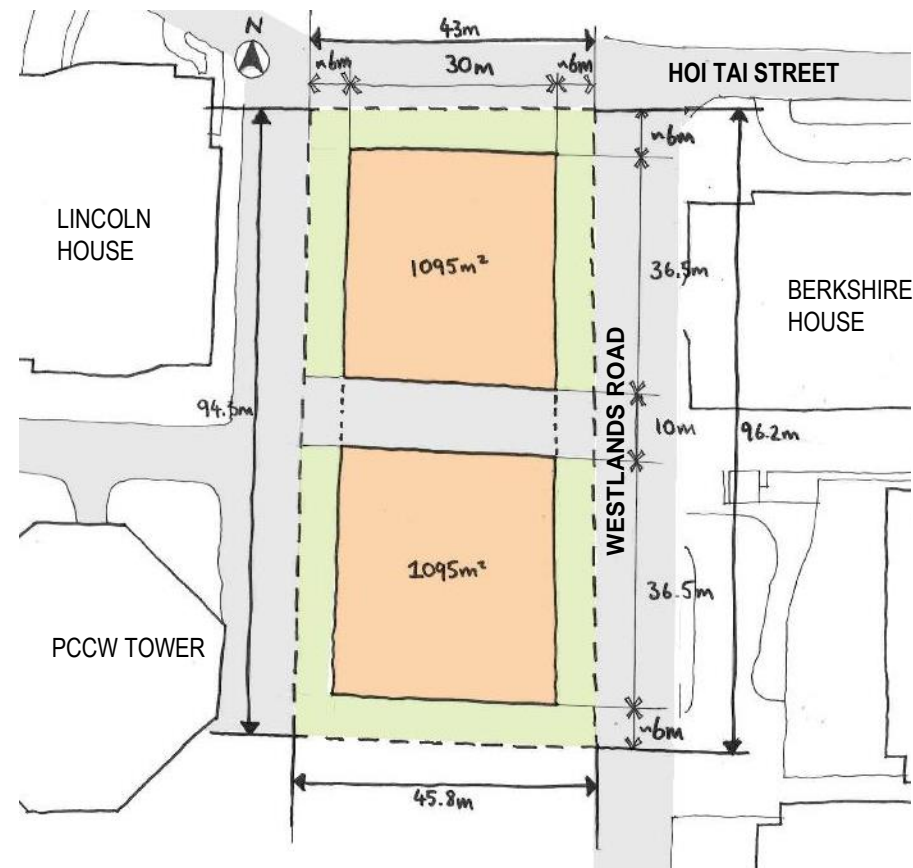 43m
N
~6m
30m
~6m
HOI TAI STREET
~6m
LINCOLN
HOUSE
1095m²
36.5m
BERKSHIRE
HOUSE
WESTLANDS ROAD
94.3m
10m
96.2m
1095m²
36.5m
PCCW TOWER
~6m
45.8m